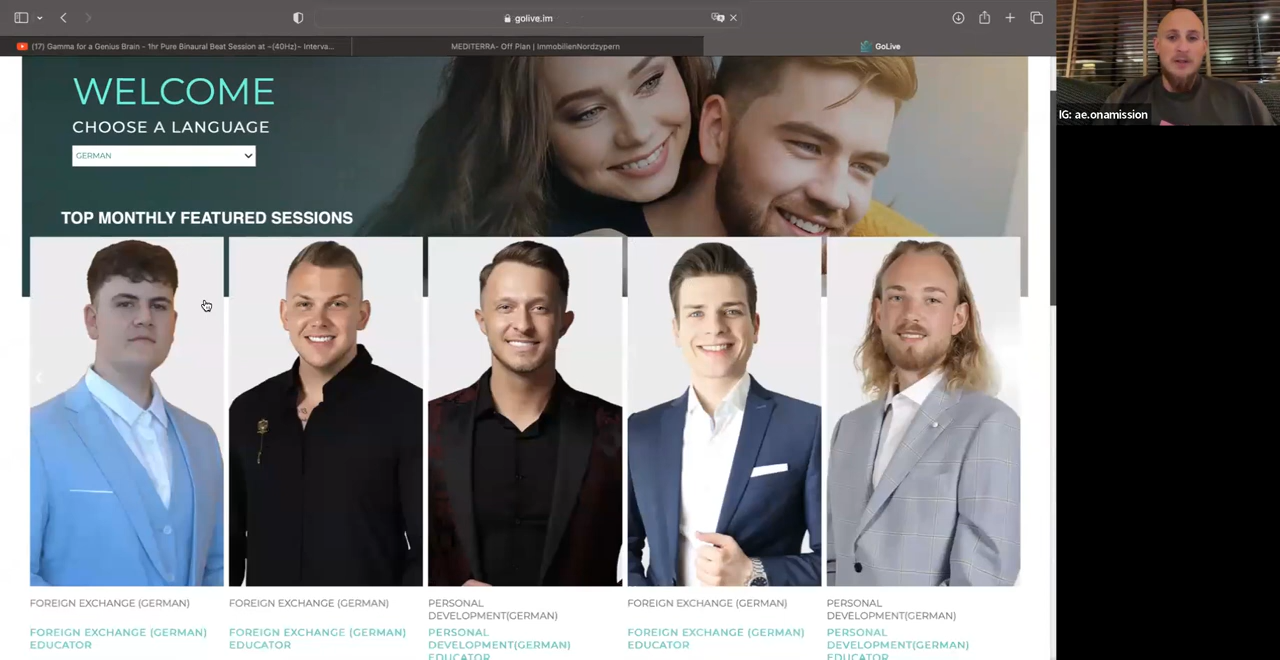 golive.im
(17) Gamma for a Genius Brain - 1hr Pure Binaural Beat Session at ~(40Hz)~ Interva...
MEDITERRA- Off Plan | ImmobilienNordzypern
GoLive
IG: ae.onamission
WELCOME
CHOOSE A LANGUAGE
GERMAN
TOP MONTHLY FEATURED SESSIONS
FOREIGN EXCHANGE (GERMAN)
FOREIGN EXCHANGE (GERMAN)
EDUCATOR
FOREIGN EXCHANGE (GERMAN)
FOREIGN EXCHANGE (GERMAN)
EDUCATOR
PERSONAL
DEVELOPMENT(GERMAN)
PERSONAL
DEVELOPMENT(GERMAN)
EDUCATOR
FOREIGN EXCHANGE (GERMAN)
FOREIGN EXCHANGE (GERMAN)
EDUCATOR
PERSONAL
DEVELOPMENT(GERMAN)
PERSONAL
DEVELOPMENT(GERMAN)
EDUCATOR